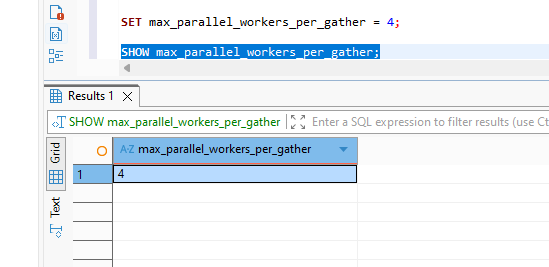 SET max_parallel_workers_per_gather = 4;
SHOW max_parallel_workers_per_gather;
Results 1
SHOW max_parallel_workers_per_gather
Enter a SQL expression to filter results (use Ct
Grid
Text
A-Z max_parallel_workers_per_gather
1
4